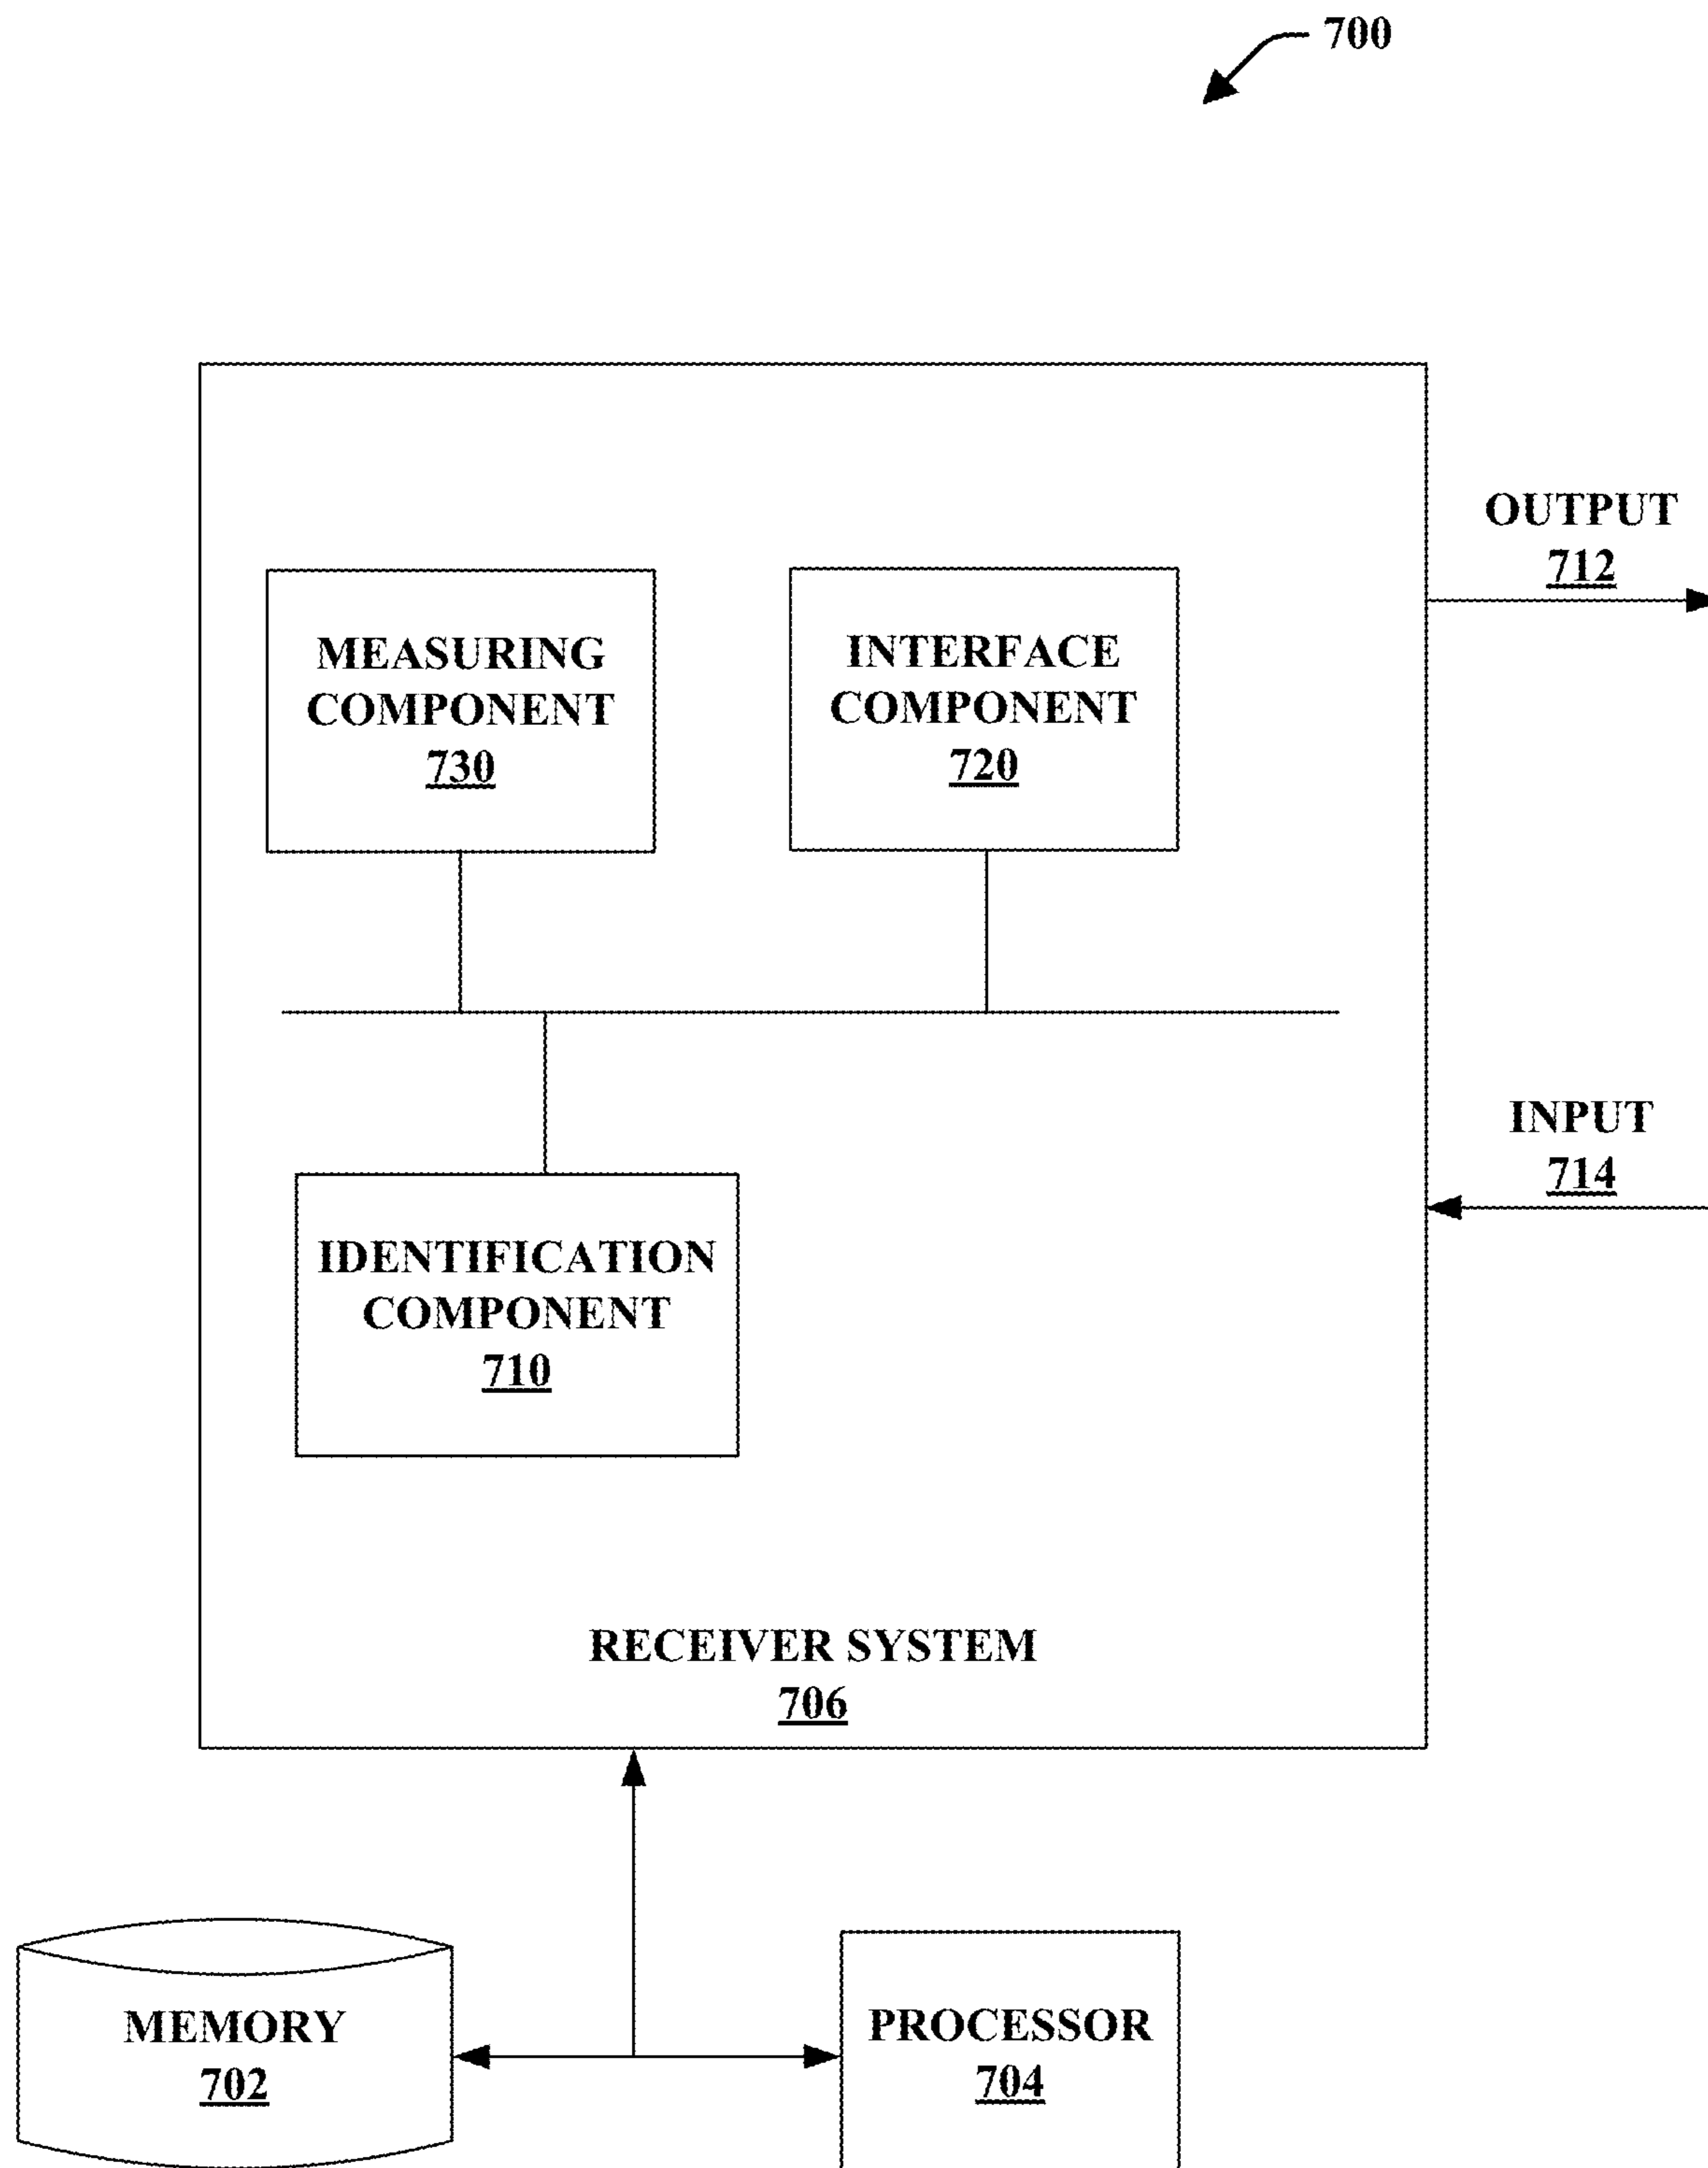 700
OUTPUT
712
MEASURING
COMPONENT
730
INTERFACE
COMPONENT
720
INPUT
714
IDENTIFICATION
COMPONENT
710
RECEIVER SYSTEM
706
MEMORY
702
PROCESSOR
704